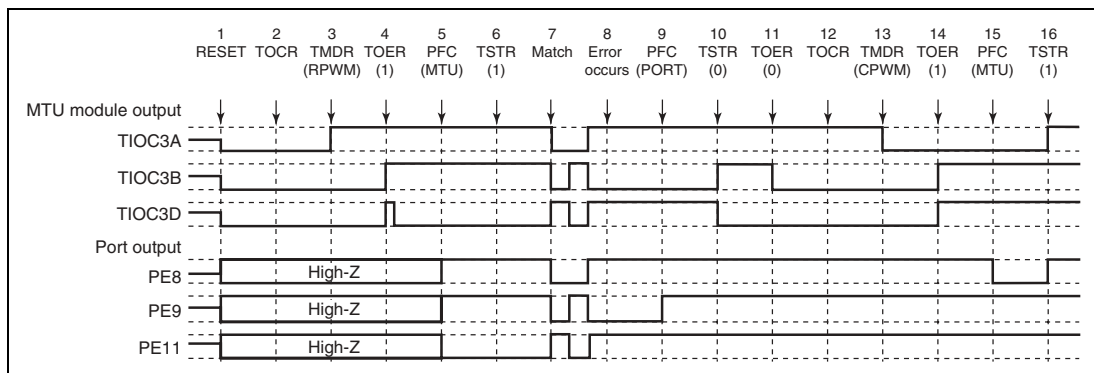 1 2 3 4 5 6 7 8 9 10 11 12 13 14 15 16
RESET TOCR TMDR TOER PFC TSTR Match Error PFC TSTR TOER TOCR TMDR TOER PFC TSTR
(RPWM) (1) (MTU) (1) occurs (PORT) (0) (0) (CPWM) (1) (MTU) (1)
MTU module output
TIOC3A
TIOC3B
TIOC3D
Port output
PE8 High-Z
PE9 High-Z
PE11 High-Z